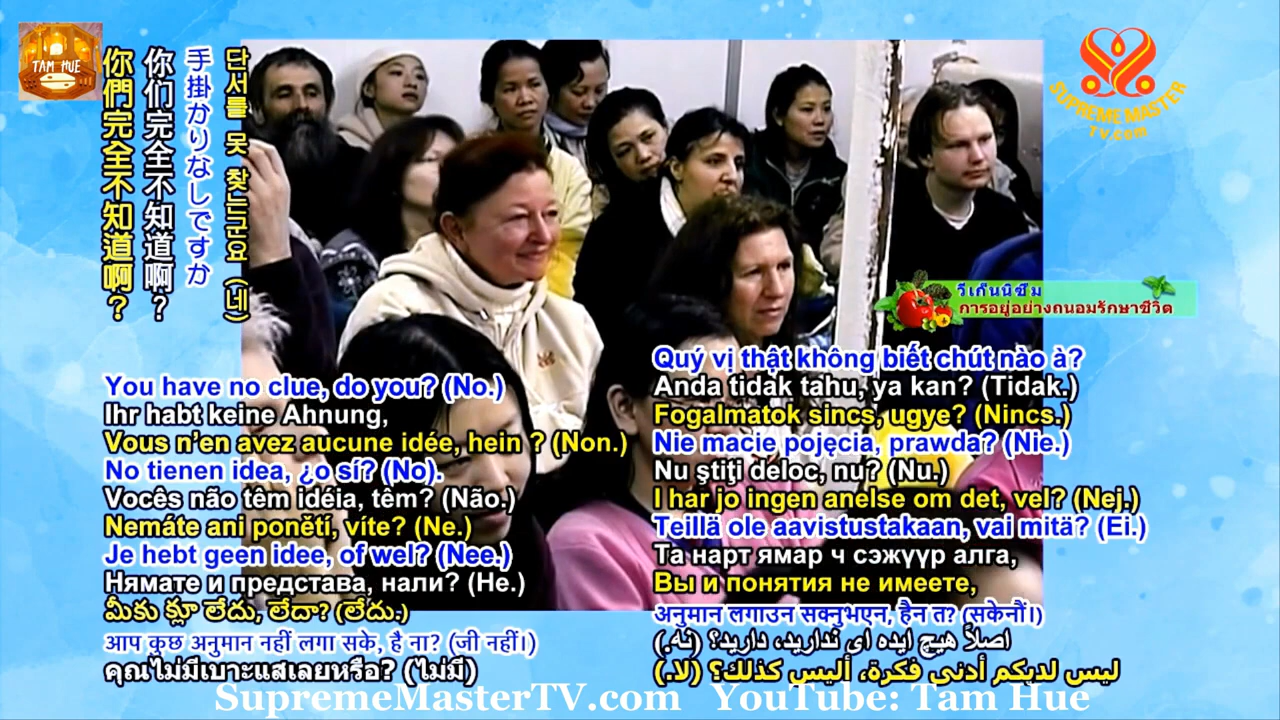 TAM HUE
你們完全不知道啊？
你们完全不知道啊？
手掛かりなしですか
단서를 못 찾는군요 (네)
SUPREME MASTER
TV.com
วีแก็นนิซึม
การอยู่อย่างถนอมรักษาชีวิต
You have no clue, do you? (No.)
Ihr habt keine Ahnung,
Vous n’en avez aucune idée, hein ? (Non.)
No tienen idea, ¿o sí? (No).
Vocês não têm idéia, têm? (Não.)
Nemáte ani ponětí, víte? (Ne.)
Je hebt geen idee, of wel? (Nee.)
Нямате и представа, нали? (Не.)
మీకు క్లూ లేదు, లేదా? (లేదు.)
आप कुछ अनुमान नहीं लगा सके, है ना? (जी नहीं।)
คุณไม่มีเบาะแสเลยหรือ? (ไม่มี)
Quý vị thật không biết chút nào à?
Anda tidak tahu, ya kan? (Tidak.)
Fogalmatok sincs, ugye? (Nincs.)
Nie macie pojęcia, prawda? (Nie.)
Nu ştiţi deloc, nu? (Nu.)
I har jo ingen anelse om det, vel? (Nej.)
Teillä ole aavistustakaan, vai mitä? (Ei.)
Та нарт ямар ч сэжүүр алга,
Вы и понятия не имеете,
अनुमान लगाउन सक्नुभएन, हैन त? (सकेनौं।)
اصلاً هیچ ایده ای ندارید، دارید؟ (نه.)
ليس لديكم أدنى فكرة، أليس كذلك؟ (لا.)
SupremeMasterTV.com YouTube: Tam Hue